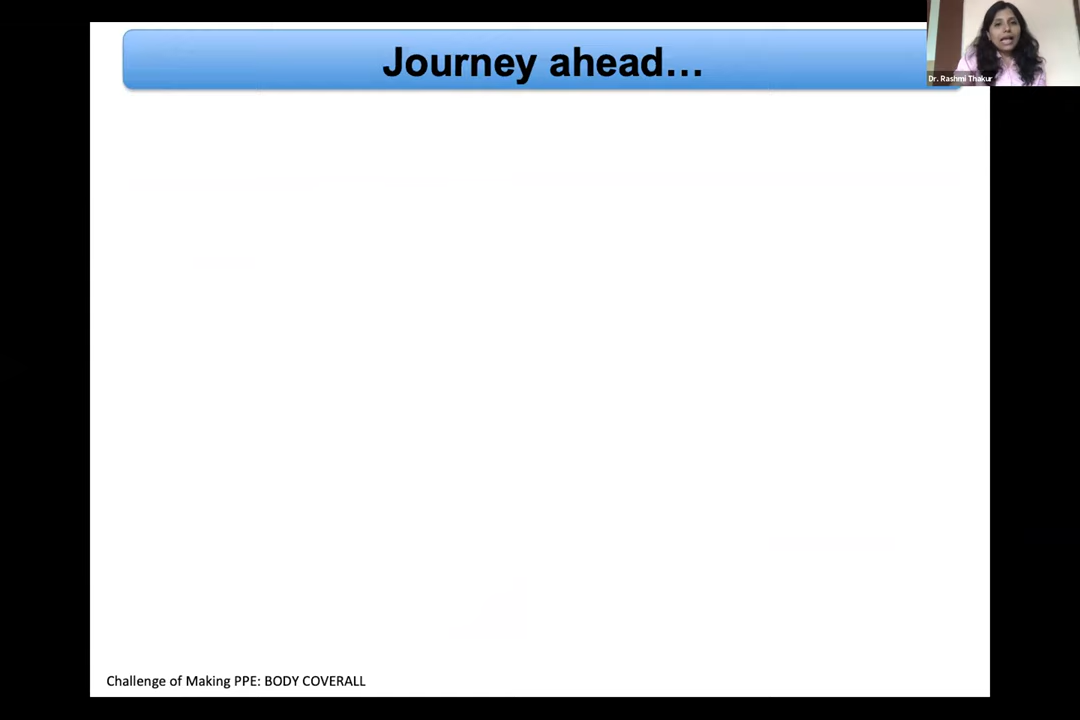 Journey ahead...
Dr. Rashmi Thakur
Challenge of Making PPE: BODY COVERALL